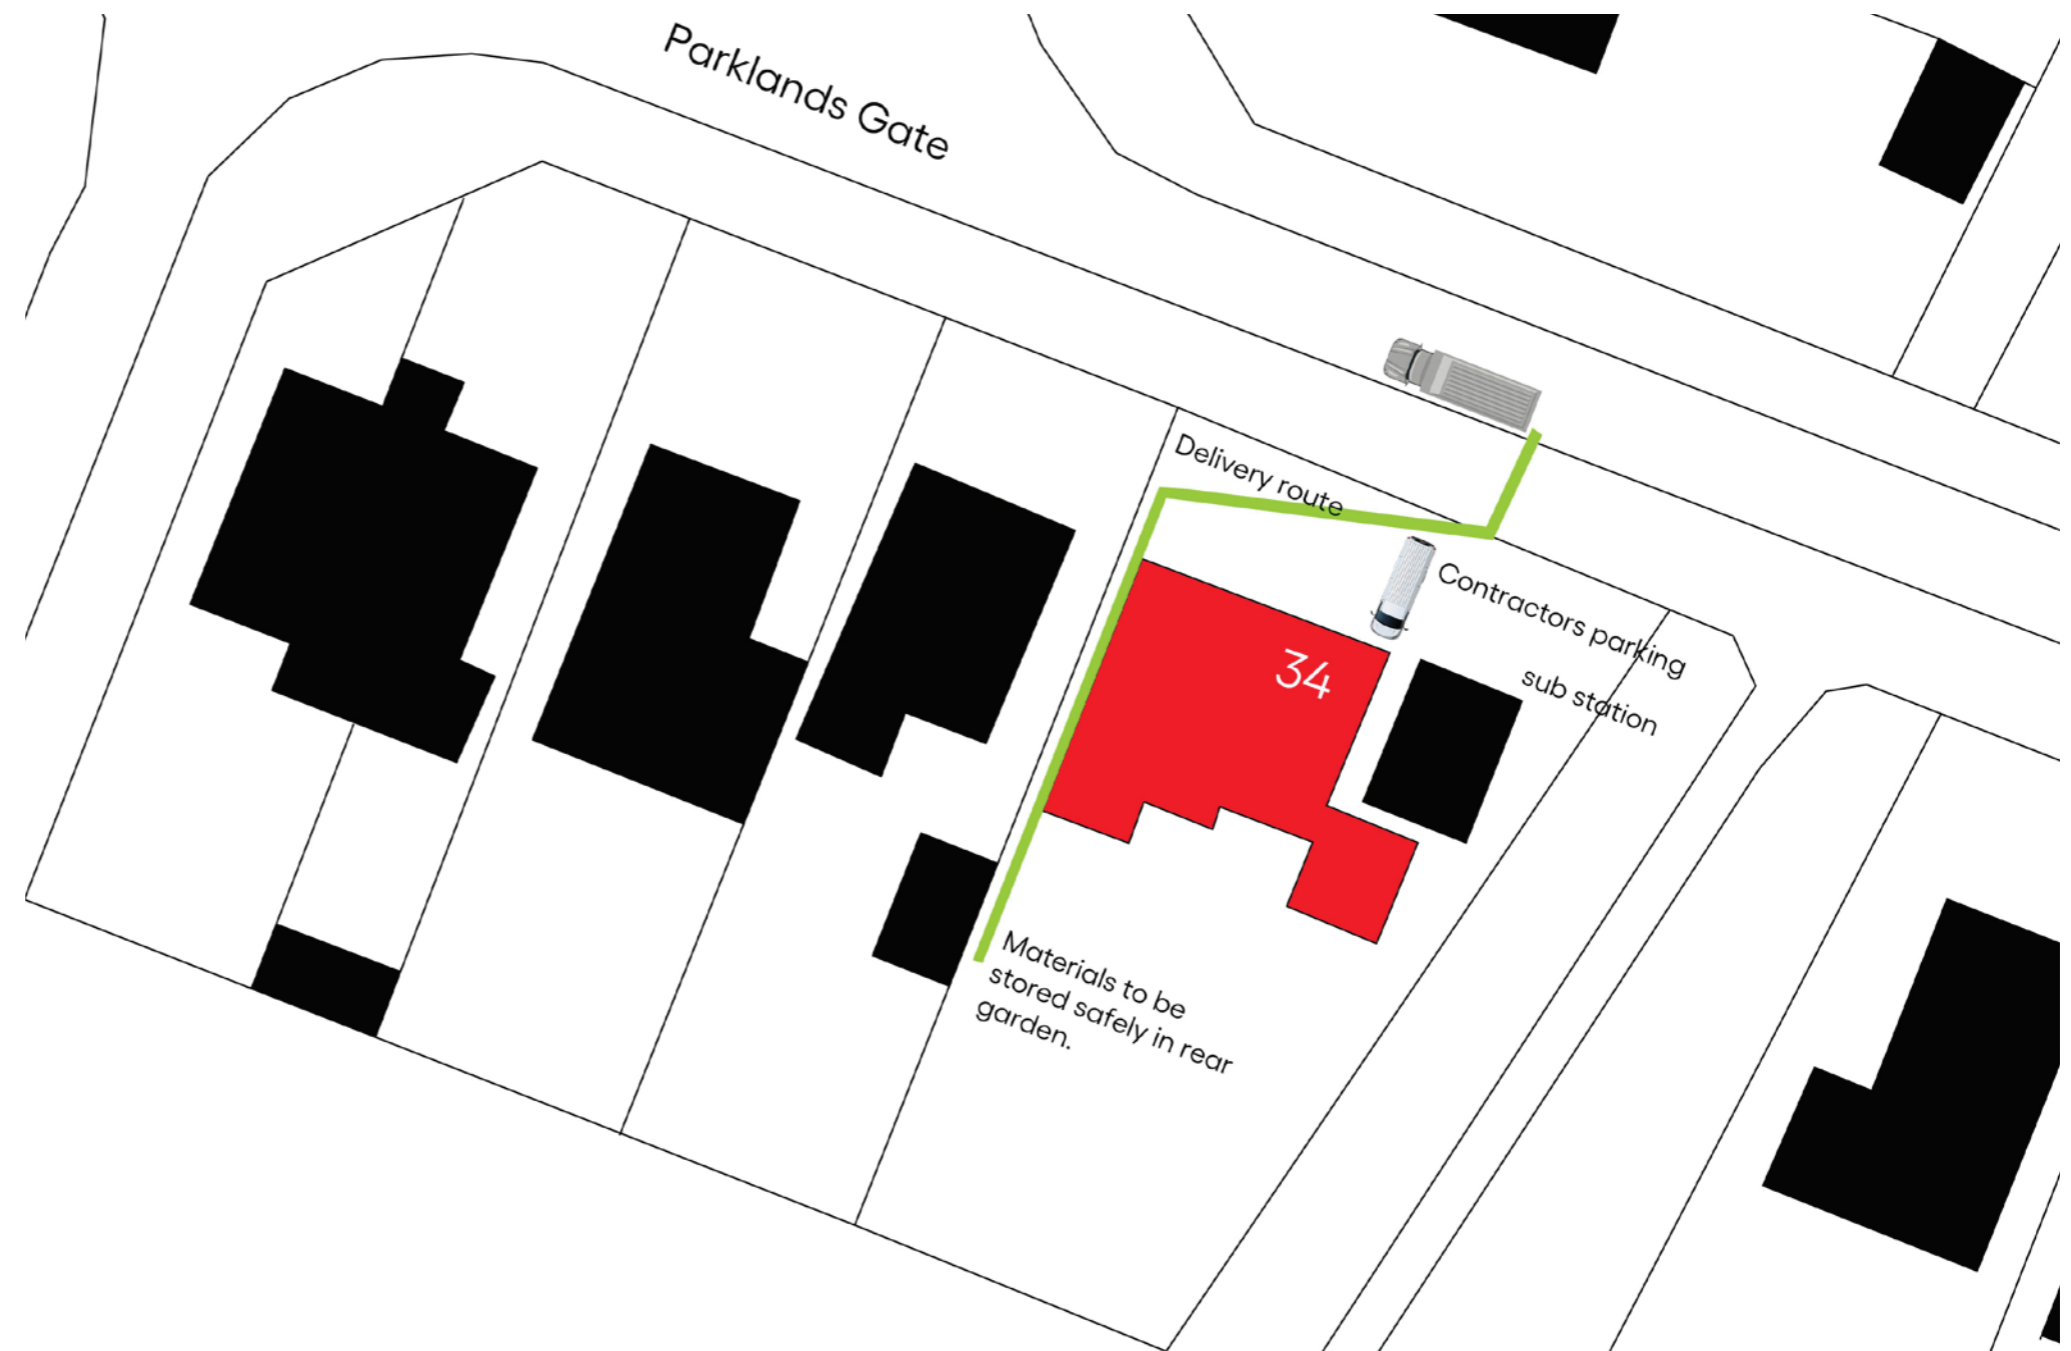 Parklands Gate
Delivery route
Contractors parking
34
sub station
Materials to be
stored safely in rear
garden.